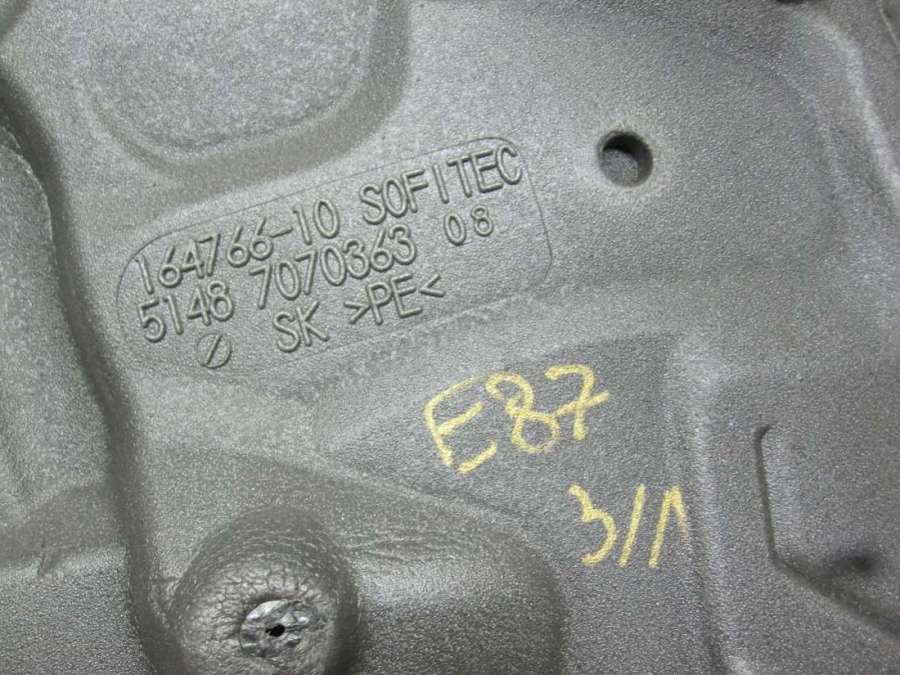 164766-10 SOFITEC
5148 7070363 08
SK >PE<
E87
3/1